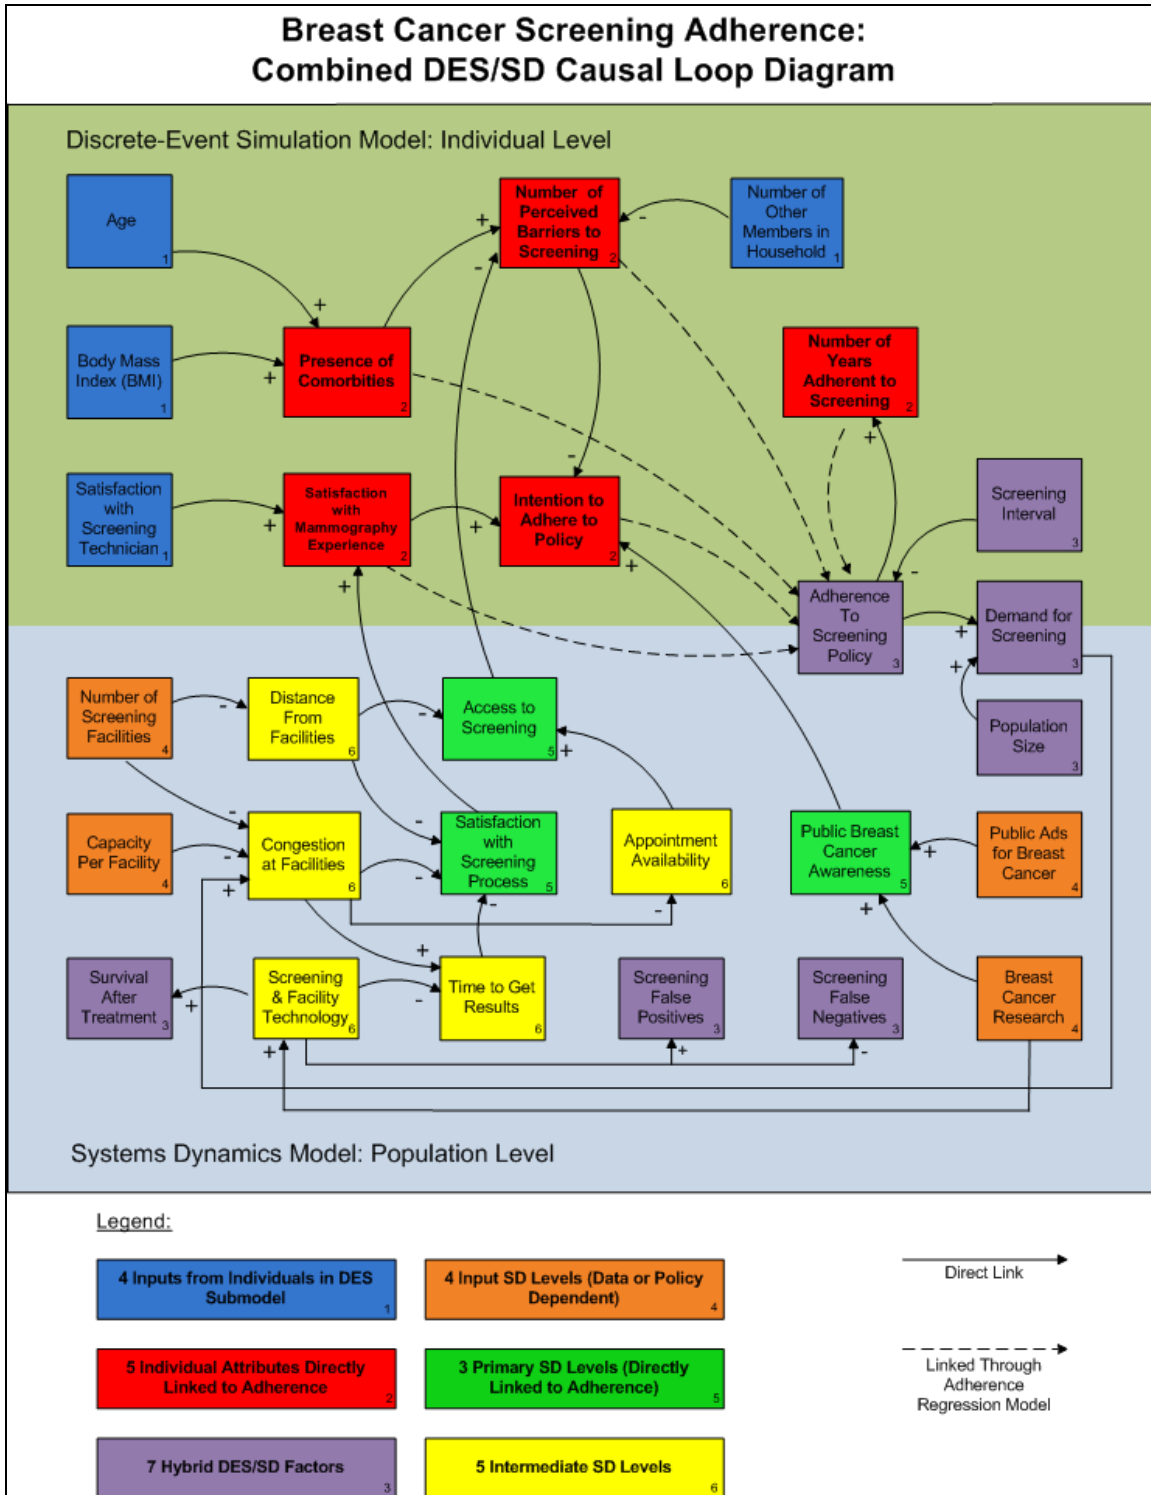 Breast Cancer Screening Adherence:
Combined DES/SD Causal Loop Diagram
Discrete-Event Simulation Model: Individual Level
Age
1
Number of
Perceived
Barriers to
Screening
2
Number of
Other
Members in
Household
1
+
-
-
+
Body Mass
Index (BMI)
1
+
Presence of
Comorbities
2
Number of
Years
Adherent to
Screening
2
+
-
Satisfaction
with
Screening
Technician
1
+
Satisfaction
with
Mammography
Experience
2
+
Intention to
Adhere to
Policy
2
+
Screening
Interval
3
-
+
Adherence
To
Screening
Policy
3
+
Demand for
Screening
3
+
Number of
Screening
Facilities
4
-
Distance
From
Facilities
6
-
Access to
Screening
5
+
Population
Size
3
-
-
Capacity
Per Facility
4
-
+
Congestion
at Facilities
6
-
Satisfaction
with
Screening
Process
5
-
Appointment
Availability
6
-
Public Breast
Cancer
Awareness
5
+
Public Ads
for Breast
Cancer
4
+
+
Survival
After
Treatment
3
+
Screening
& Facility
Technology
6
+
-
Time to Get
Results
6
Screening
False
Positives
3
+
Screening
False
Negatives
3
-
Breast
Cancer
Research
4
Systems Dynamics Model: Population Level
Legend:
4 Inputs from Individuals in DES
Submodel
1
4 Input SD Levels (Data or Policy
Dependent)
4
Direct Link
5 Individual Attributes Directly
Linked to Adherence
2
3 Primary SD Levels (Directly
Linked to Adherence)
5
Linked Through
Adherence
Regression Model
7 Hybrid DES/SD Factors
3
5 Intermediate SD Levels
6